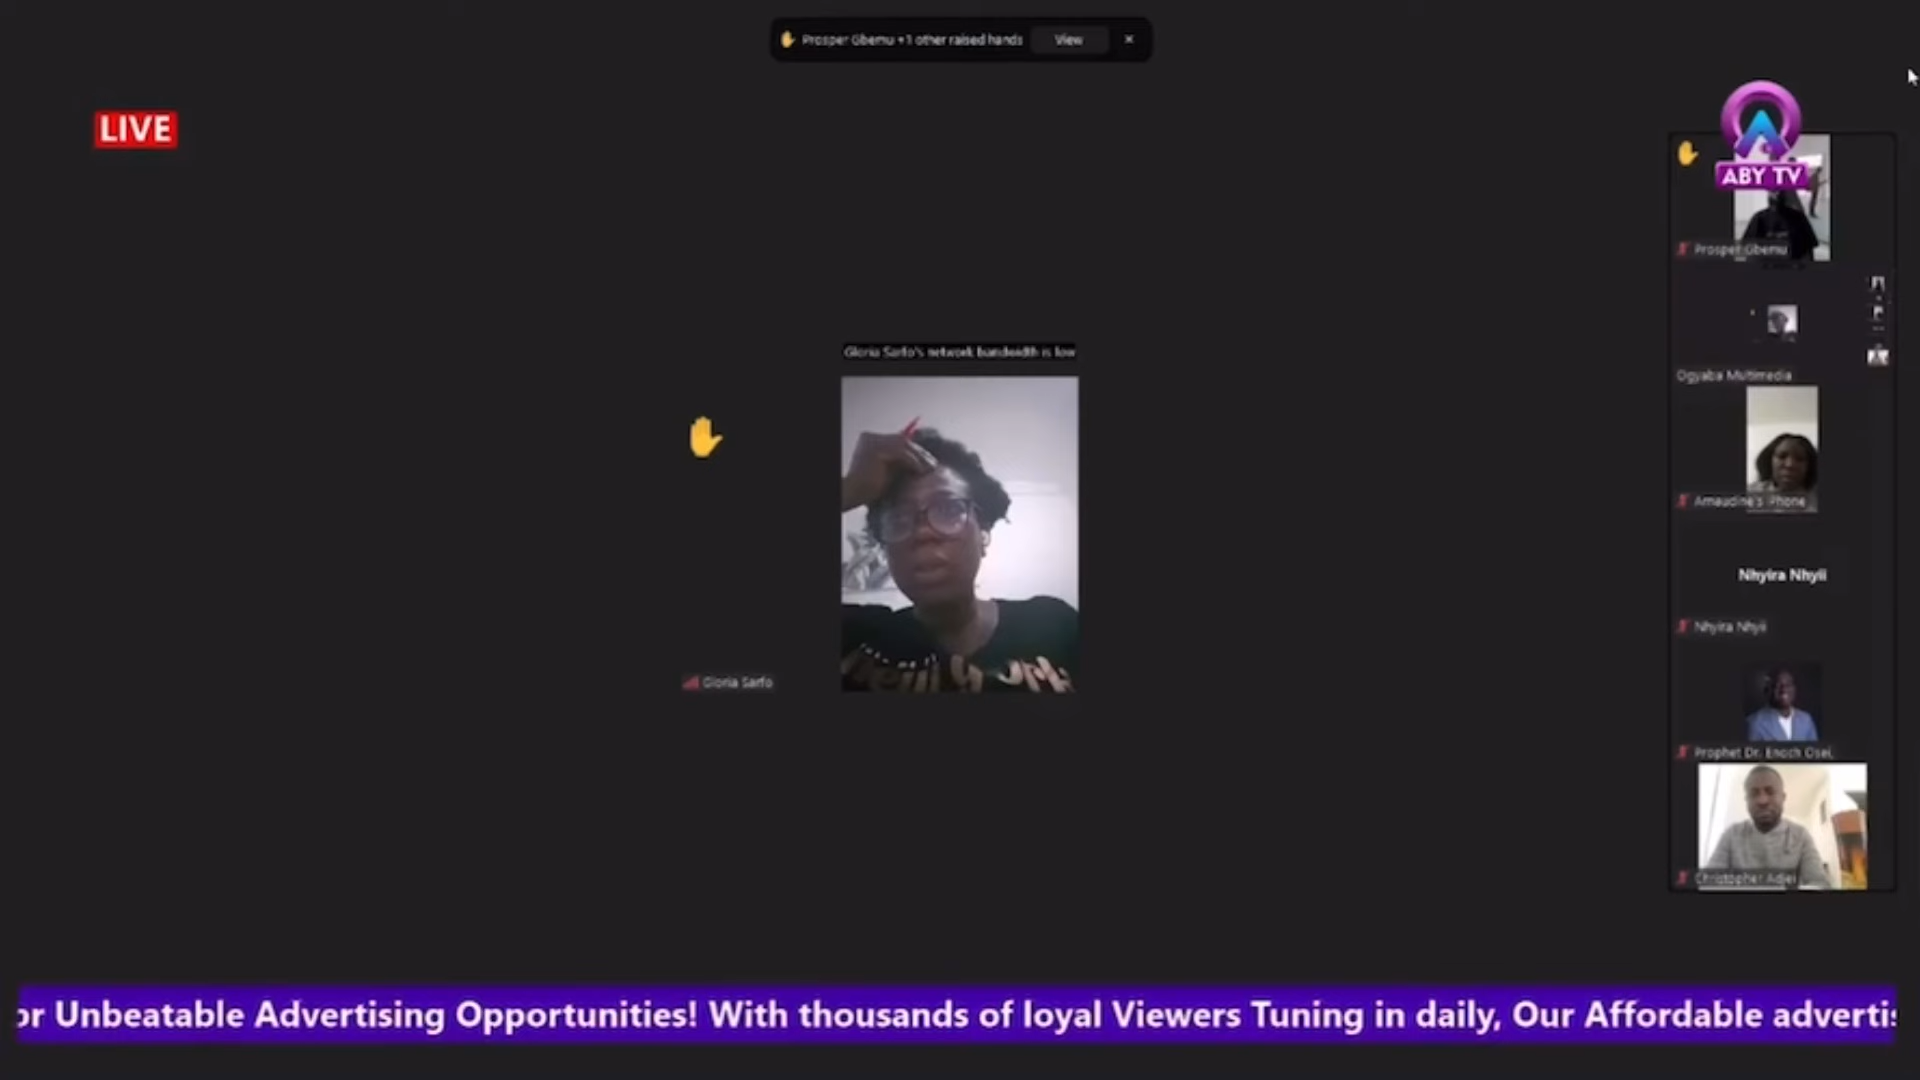 Prosper Gbemu +1 other raised hands
View
LIVE
ABY TV
Prosper Gbemu
Gloria Sarfo's network bandwidth is low
Ogyaba Multimedia
Amaudine's iPhone
Nhyira Nhyii
Nhyira Nhyii
Gloria Sarfo
Prophet Dr. Enoch Osei,
Christopher Adjei
or Unbeatable Advertising Opportunities! With thousands of loyal Viewers Tuning in daily, Our Affordable advertis